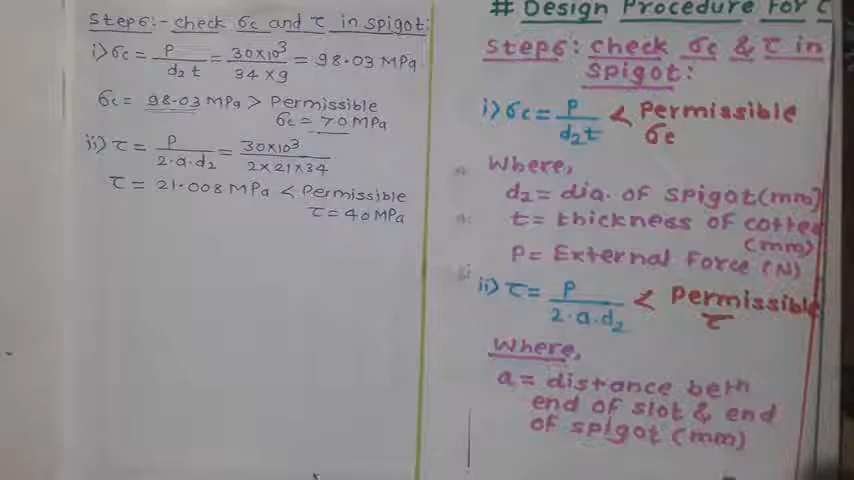 Step6:- check σc and τ in spigot:
i) σc = P / d2 t = 30×10³ / 34×9 = 98.03 MPa
σc = 98.03 MPa > Permissible
σc = 70 MPa
ii) τ = P / 2.a.d2 = 30×10³ / 2×21×34
τ = 21.008 MPa < Permissible
τ = 40 MPa
# Design Procedure For C
Step6: check σc & τ in
spigot:
i) σc = P / d2t < Permissible
σc
Where,
d2 = dia. of spigot (mm)
t = thickness of cotter
(mm)
P = External Force (N)
ii) τ = P / 2.a.d2 < Permissible
τ
Where,
a = distance betn
end of slot & end
of spigot (mm)